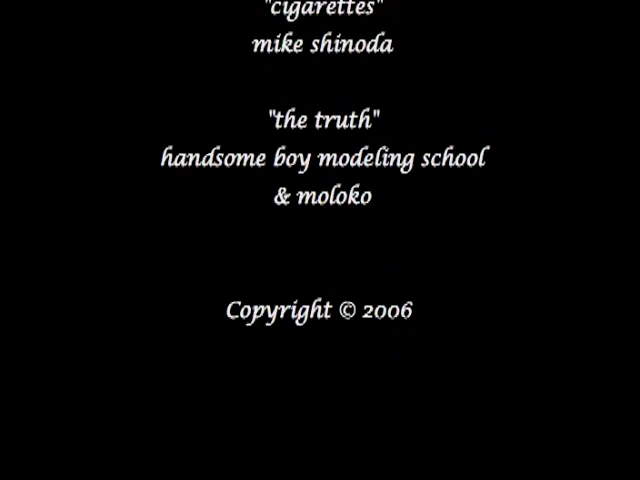 "cigarettes"
mike shinoda
"the truth"
handsome boy modeling school
& moloko
Copyright © 2006